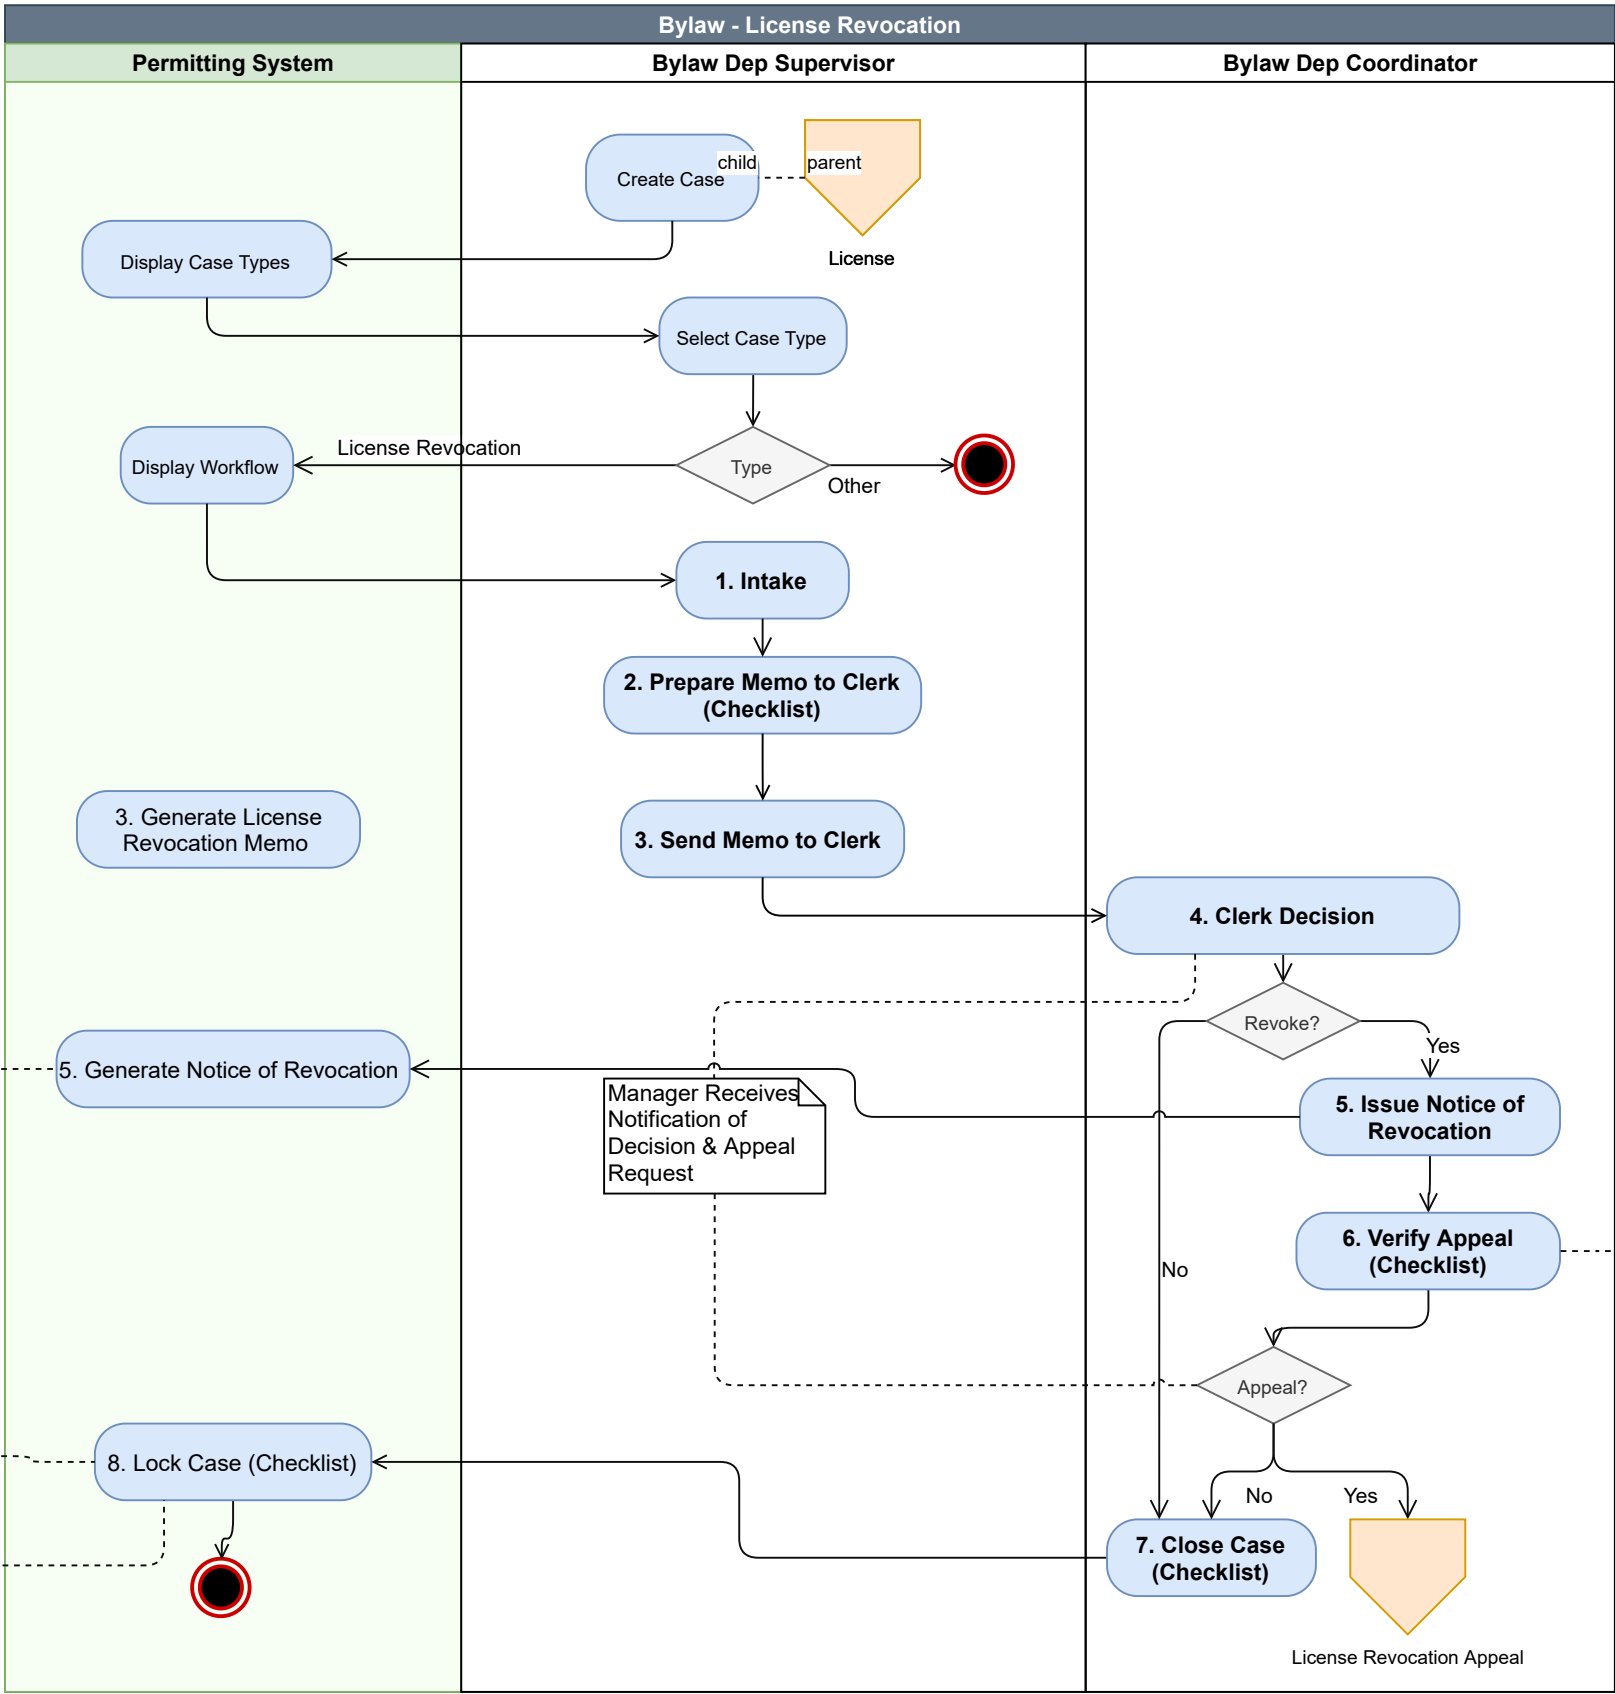 Bylaw - License Revocation
Permitting System
Bylaw Dep Supervisor
Bylaw Dep Coordinator
child
parent
Create Case
License
Display Case Types
Select Case Type
License Revocation
Display Workflow
Type
Other
1. Intake
2. Prepare Memo to Clerk
(Checklist)
3. Generate License
Revocation Memo
3. Send Memo to Clerk
4. Clerk Decision
Revoke?
Yes
5. Generate Notice of Revocation
Manager Receives
Notification of
Decision & Appeal
Request
5. Issue Notice of
Revocation
6. Verify Appeal
(Checklist)
No
Appeal?
8. Lock Case (Checklist)
No
Yes
7. Close Case
(Checklist)
License Revocation Appeal